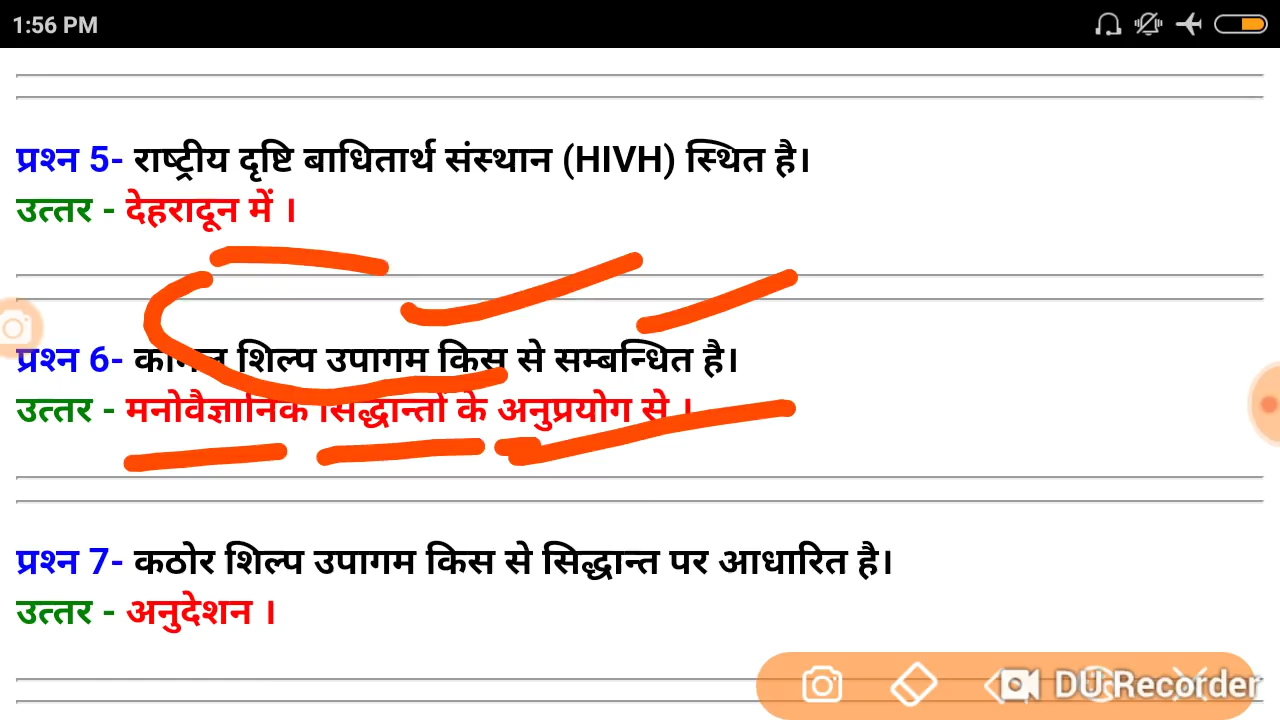 1:56 PM
प्रश्न 5- राष्ट्रीय दृष्टि बाधितार्थ संस्थान (HIVH) स्थित है।
उत्तर - देहरादून में ।
प्रश्न 6- कोमल शिल्प उपागम किस से सम्बन्धित है।
उत्तर - मनोवैज्ञानिक सिद्धान्तों के अनुप्रयोग से ।
प्रश्न 7- कठोर शिल्प उपागम किस से सिद्धान्त पर आधारित है।
उत्तर - अनुदेशन ।
DU Recorder